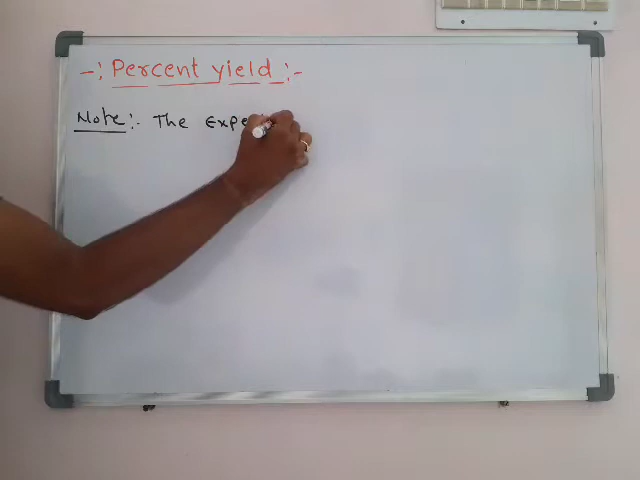 -: Percent yield :-
Note :- The Expe